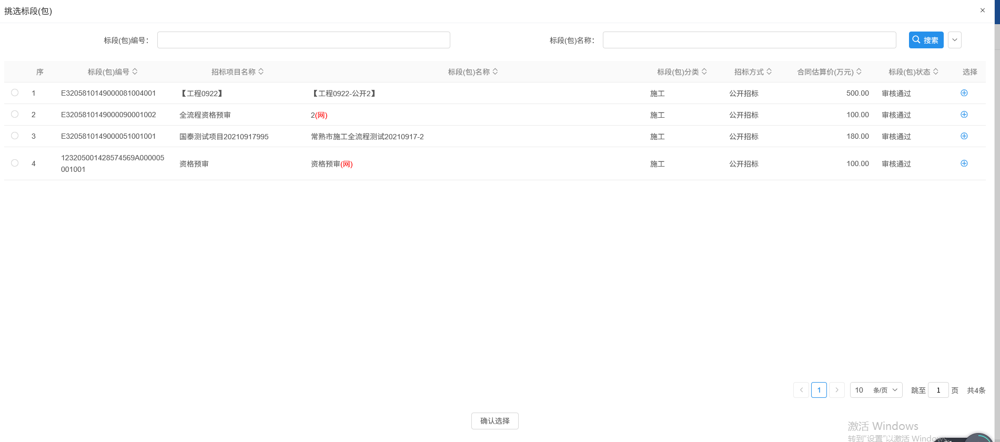 挑选标段(包)
×
标段(包)编号：
标段(包)名称：
搜索
序 标段(包)编号 招标项目名称 标段(包)名称 标段(包)分类 招标方式 合同估算价(万元) 标段(包)状态 选择
1 E3205810149000081004001 【工程0922】 【工程0922-公开2】 施工 公开招标 500.00 审核通过
2 E3205810149000090001002 全流程资格预审 2(网) 施工 公开招标 100.00 审核通过
3 E3205810149000051001001 国泰测试项目20210917995 常熟市施工全流程测试20210917-2 施工 公开招标 180.00 审核通过
4 123205001428574569A000005 资格预审 资格预审(网) 施工 公开招标 100.00 审核通过
001001
1 10 条/页 跳至 1 页 共4条
确认选择
激活 Windows
转到“设置”以激活 Windows